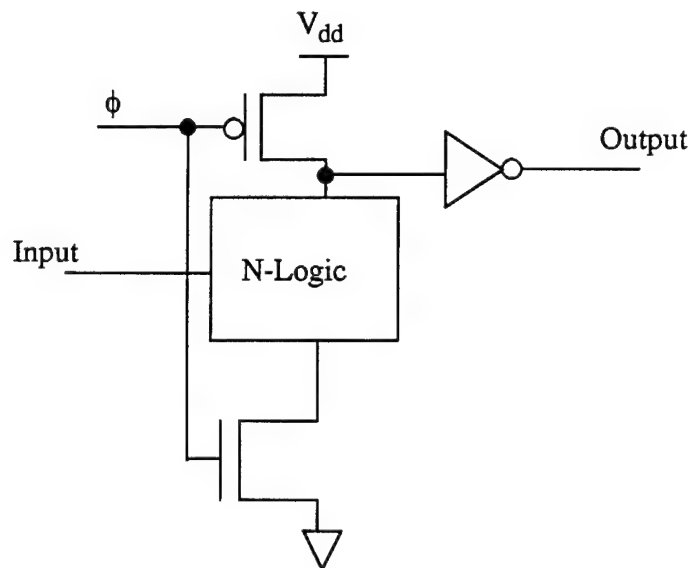 V_dd
ϕ
Output
Input
N-Logic